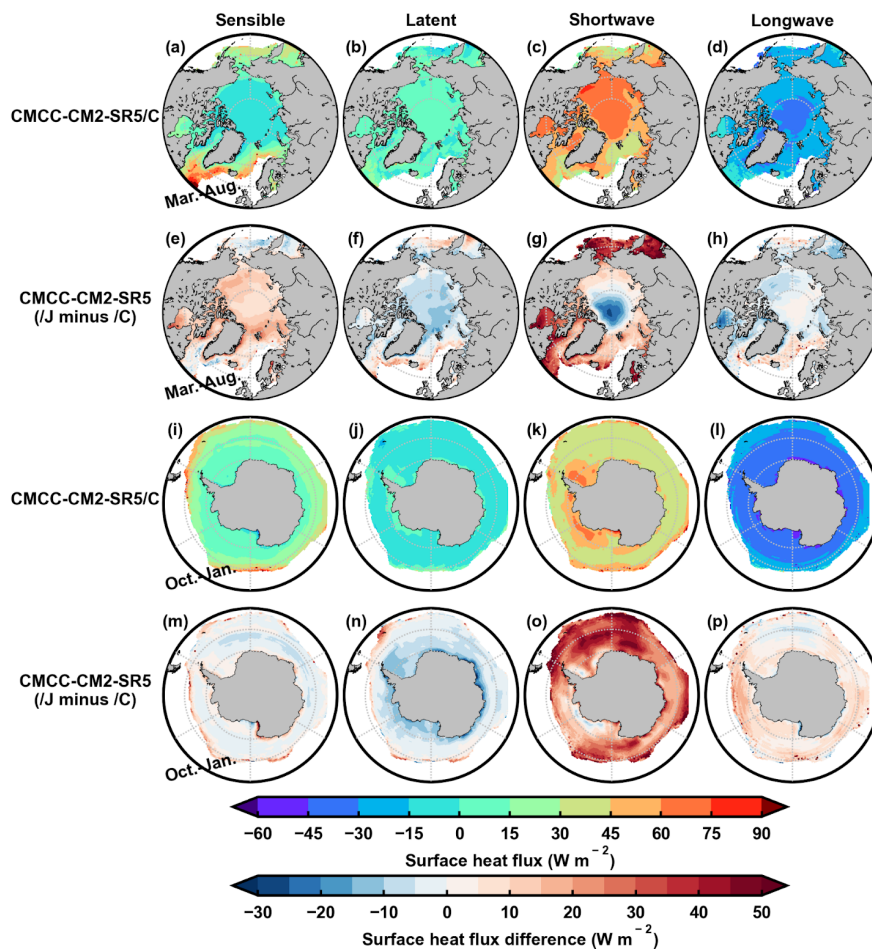 Sensible Latent Shortwave Longwave
(a) (b) (c) (d)
CMCC-CM2-SR5/C
Mar.-Aug.
(e) (f) (g) (h)
CMCC-CM2-SR5
(/J minus /C)
Mar.-Aug.
(i) (j) (k) (l)
CMCC-CM2-SR5/C
Oct.-Jan.
(m) (n) (o) (p)
CMCC-CM2-SR5
(/J minus /C)
Oct.-Jan.
−60 −45 −30 −15 0 15 30 45 60 75 90
Surface heat flux (W m⁻²)
−30 −20 −10 0 10 20 30 40 50
Surface heat flux difference (W m⁻²)